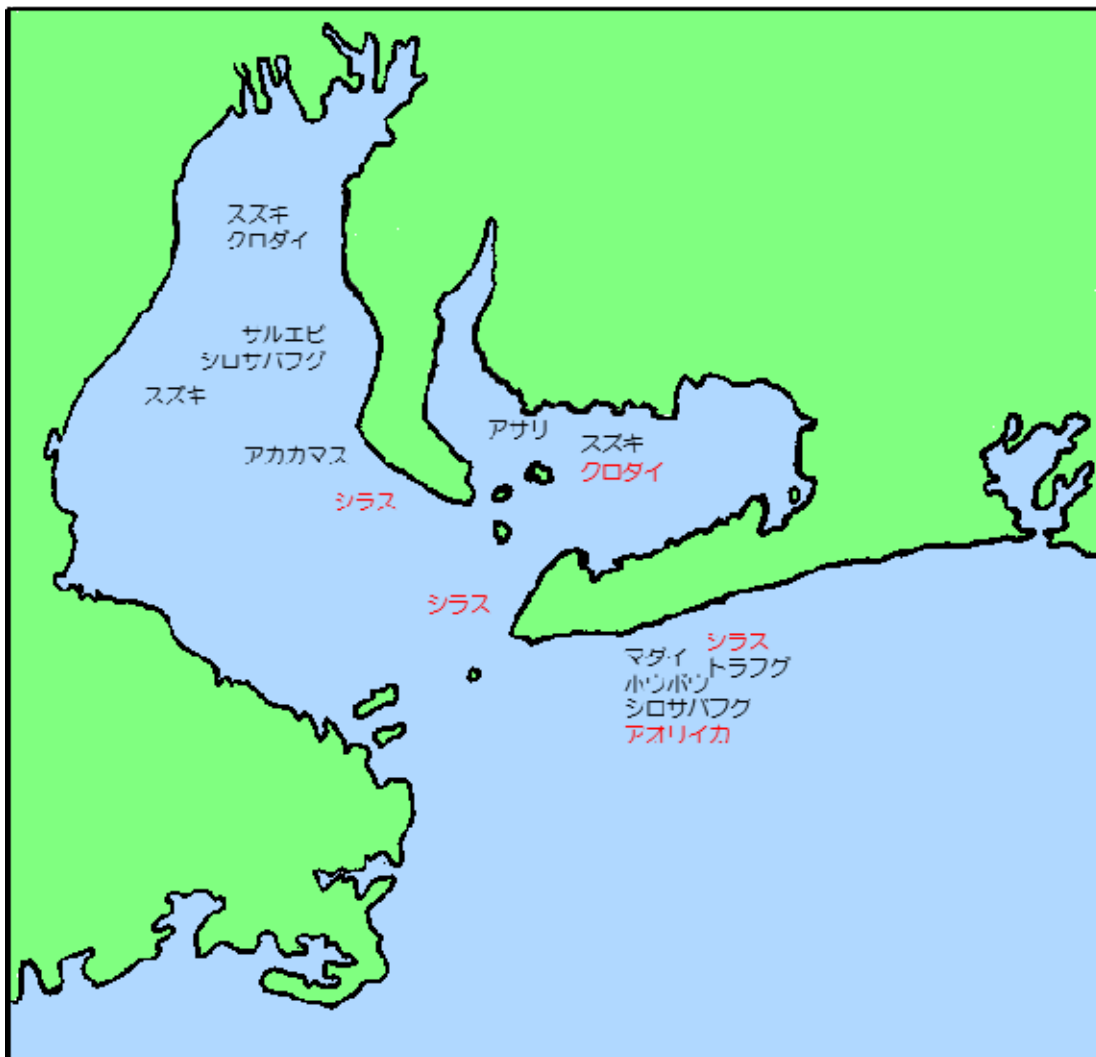 スズキ
クロダイ
サルエビ
シロサバフグ
スズキ
アカカマス
シラス
アサリ
スズキ
クロダイ
シラス
シラス
マダイ
トラフグ
ホウボウ
シロサバフグ
アオリイカ